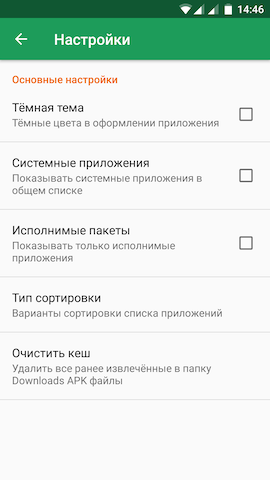 14:46
Настройки
Основные настройки
Тёмная тема
Тёмные цвета в оформлении приложения
Системные приложения
Показывать системные приложения в
общем списке
Исполнимые пакеты
Показывать только исполнимые
приложения
Тип сортировки
Варианты сортировки списка приложений
Очистить кеш
Удалить все ранее извлечённые в папку
Downloads APK файлы